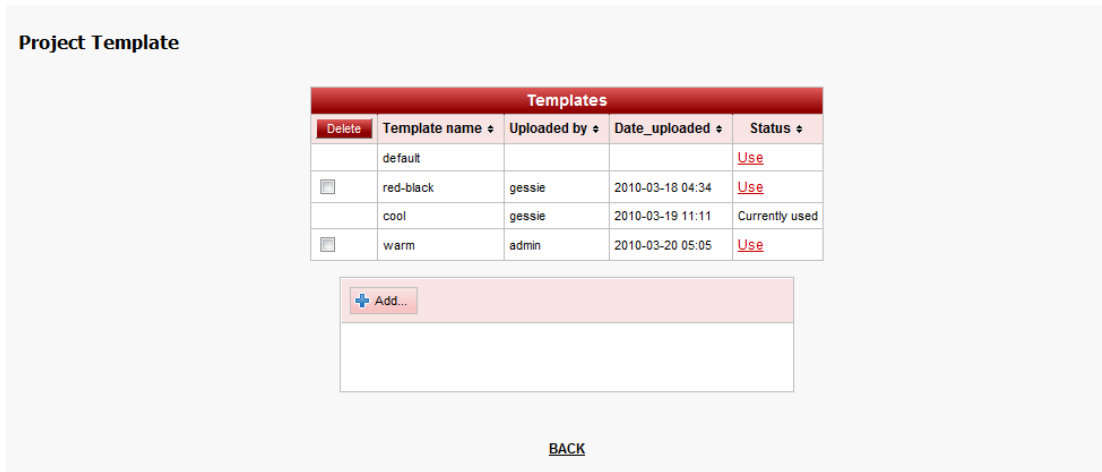 Project Template
Templates
Delete Template name Uploaded by Date_uploaded Status
default Use
red-black gessie 2010-03-18 04:34 Use
cool gessie 2010-03-19 11:11 Currently used
warm admin 2010-03-20 05:05 Use
Add...
BACK